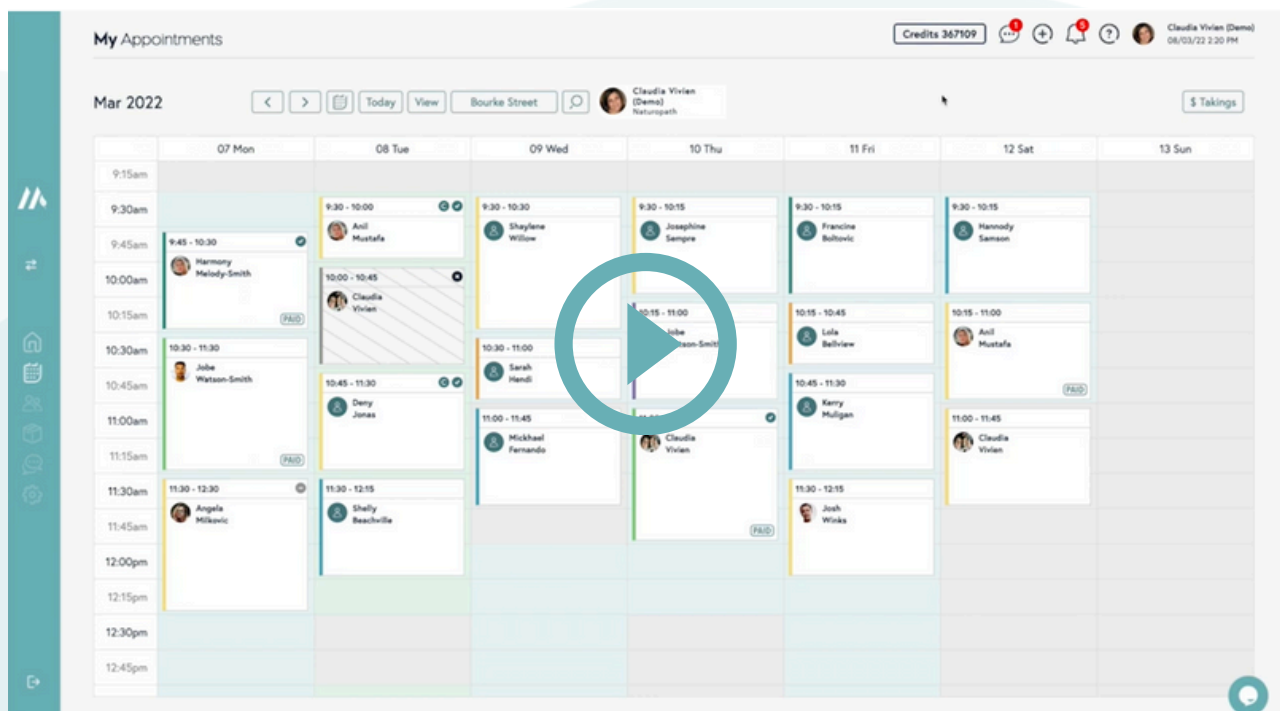 My Appointments
Credits 367109
1
5
?
Claudia Vivien (Demo)
08/03/22 2:20 PM
Mar 2022
Today
View
Bourke Street
Claudia Vivien
(Demo)
Naturopath
$ Takings
07 Mon
08 Tue
09 Wed
10 Thu
11 Fri
12 Sat
13 Sun
9:15am
9:30am
9:45am
10:00am
10:15am
10:30am
10:45am
11:00am
11:15am
11:30am
11:45am
12:00pm
12:15pm
12:30pm
12:45pm
9:45 - 10:30
Harmony
Melody-Smith
PAID
10:30 - 11:30
Jobe
Watson-Smith
PAID
11:30 - 12:30
Angela
Milkovic
9:30 - 10:00
C
Anil
Mustafa
10:00 - 10:45
Claudia
Vivien
10:45 - 11:30
C
Deny
Jonas
11:30 - 12:15
Shelly
Beachville
9:30 - 10:30
Shaylene
Willow
10:30 - 11:00
Sarah
Hendi
11:00 - 11:45
Mickhael
Fernando
9:30 - 10:15
Josephine
Sempre
10:15 - 11:00
Jobe
Claudia
Vivien
PAID
9:30 - 10:15
Francine
Boltovic
10:15 - 10:45
Lola
Bellview
10:45 - 11:30
Kerry
Muligan
11:30 - 12:15
Josh
Winks
9:30 - 10:15
Hannody
Samson
10:15 - 11:00
Anil
Mustafa
PAID
11:00 - 11:45
Claudia
Vivien